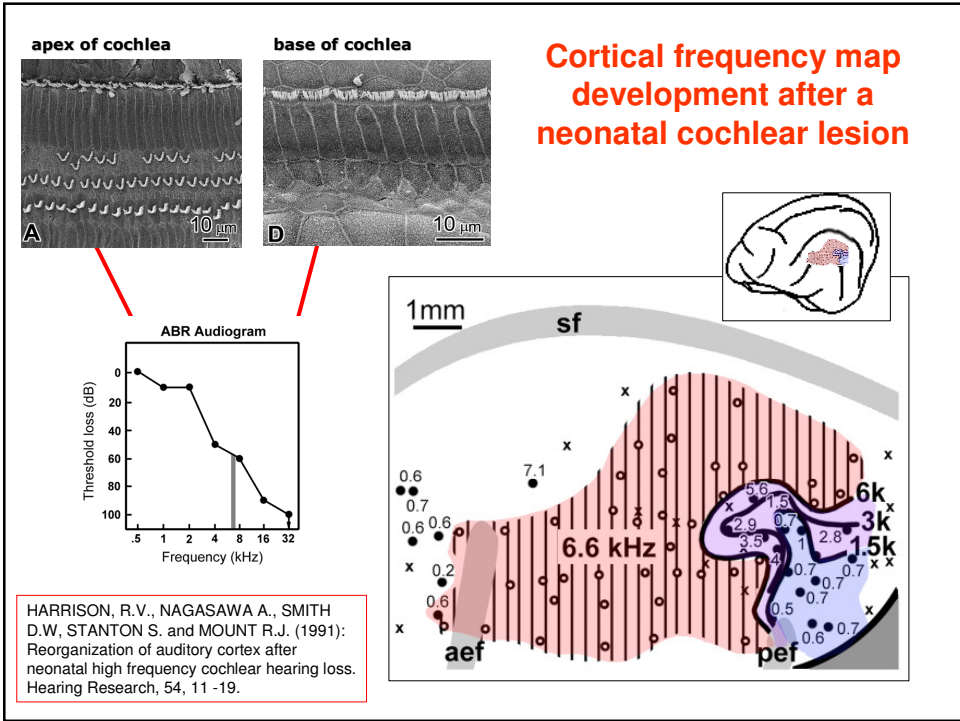 apex of cochlea
base of cochlea
Cortical frequency map
development after a
neonatal cochlear lesion
A
10 µm
D
10 µm
ABR Audiogram
Threshold loss (dB)
0
20
40
60
80
100
.5 1 2 4 8 16 32
Frequency (kHz)
HARRISON, R.V., NAGASAWA A., SMITH
D.W, STANTON S. and MOUNT R.J. (1991):
Reorganization of auditory cortex after
neonatal high frequency cochlear hearing loss.
Hearing Research, 54, 11 -19.
1mm
sf
x
x
x
0.6
7.1
0.7
0.6 0.6
x
0.2
0.6
x
6.6 kHz
x x
x
5.6
1.5
6k
0.7
3k
2.9
1
2.8
1.5k
3.5
4
0.7
x x
0.7
0.7
x
0.7
0.5
x
0.6
0.7
x
aef
pef